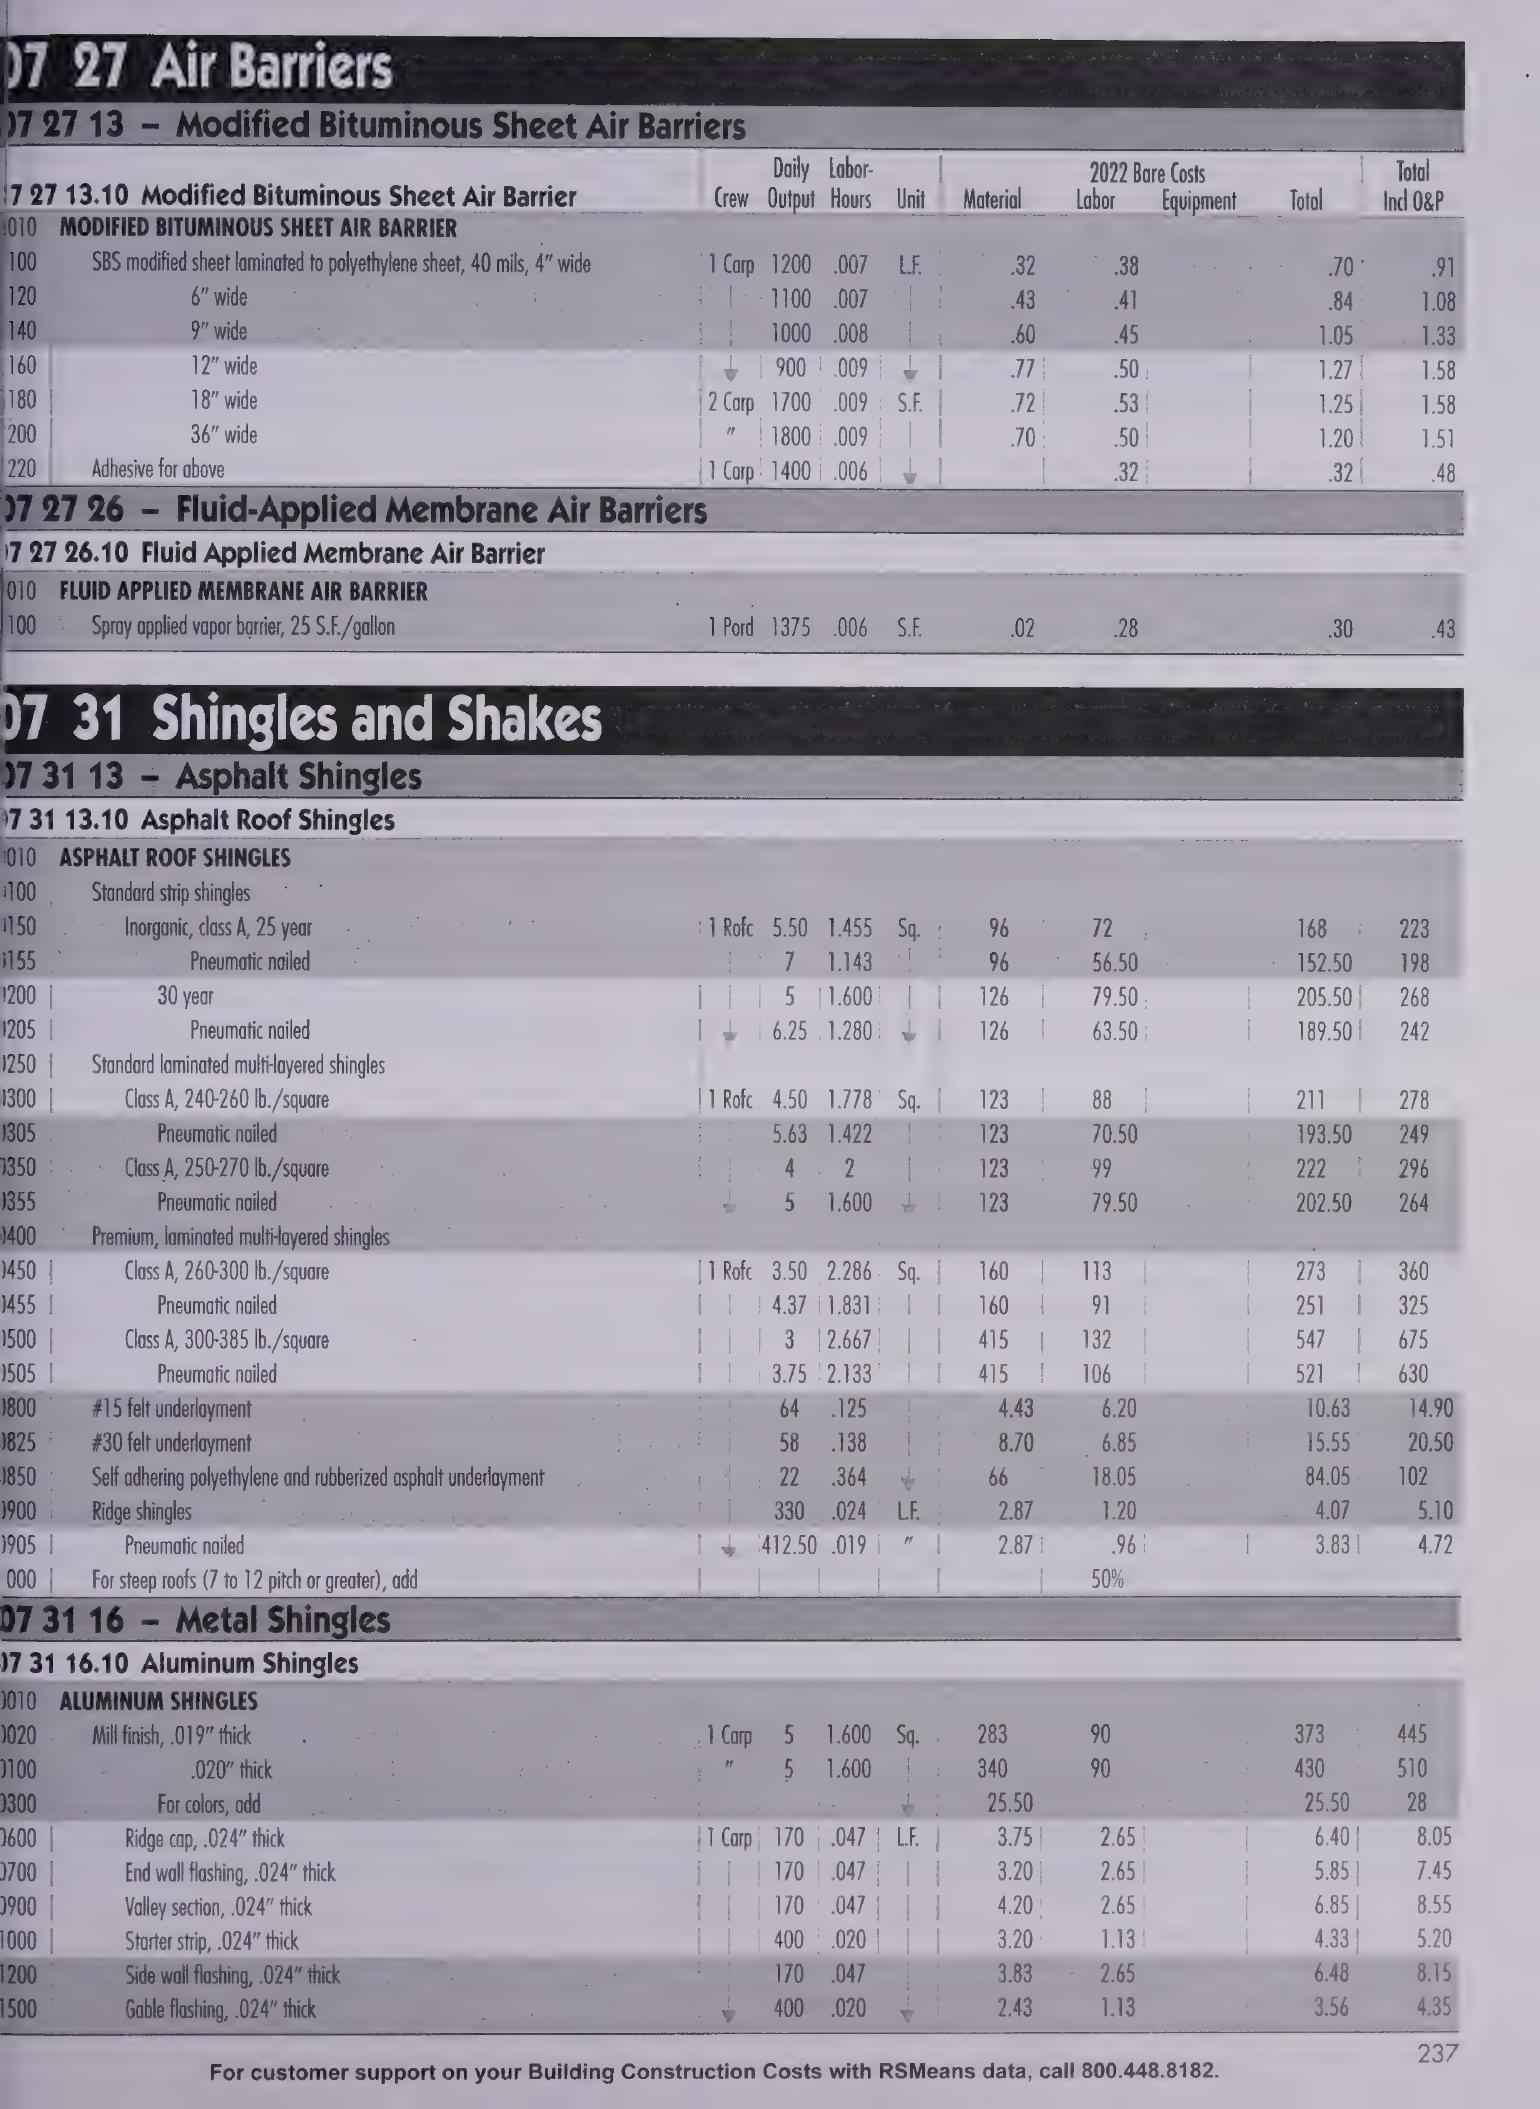 07 27 Air Barriers
07 27 13 – Modified Bituminous Sheet Air Barriers
Daily Labor- 2022 Bare Costs Total
7 27 13.10 Modified Bituminous Sheet Air Barrier Crew Output Hours Unit Material Labor Equipment Total Incl O&P
010 MODIFIED BITUMINOUS SHEET AIR BARRIER
100 SBS modified sheet laminated to polyethylene sheet, 40 mils, 4" wide 1 Carp 1200 .007 L.F. .32 .38 .70 .91
120 6" wide 1100 .007 .43 .41 .84 1.08
140 9" wide 1000 .008 .60 .45 1.05 1.33
160 12" wide 900 .009 .77 .50 1.27 1.58
180 18" wide 2 Carp 1700 .009 S.F. .72 .53 1.25 1.58
200 36" wide " 1800 .009 .70 .50 1.20 1.51
220 Adhesive for above 1 Carp 1400 .006 .32 .32 .48
07 27 26 – Fluid-Applied Membrane Air Barriers
7 27 26.10 Fluid Applied Membrane Air Barrier
010 FLUID APPLIED MEMBRANE AIR BARRIER
100 Spray applied vapor barrier, 25 S.F./gallon 1 Pord 1375 .006 S.F. .02 .28 .30 .43
07 31 Shingles and Shakes
07 31 13 – Asphalt Shingles
07 31 13.10 Asphalt Roof Shingles
010 ASPHALT ROOF SHINGLES
100 Standard strip shingles
150 Inorganic, class A, 25 year 1 Rofc 5.50 1.455 Sq. 96 72 168 223
155 Pneumatic nailed 7 1.143 96 56.50 152.50 198
200 30 year 5 1.600 126 79.50 205.50 268
205 Pneumatic nailed 6.25 1.280 126 63.50 189.50 242
0250 Standard laminated multi-layered shingles
0300 Class A, 240-260 lb./square 1 Rofc 4.50 1.778 Sq. 123 88 211 278
0305 Pneumatic nailed 5.63 1.422 123 70.50 193.50 249
0350 Class A, 250-270 lb./square 4 2 123 99 222 296
0355 Pneumatic nailed 5 1.600 123 79.50 202.50 264
0400 Premium, laminated multi-layered shingles
0450 Class A, 260-300 lb./square 1 Rofc 3.50 2.286 Sq. 160 113 273 360
0455 Pneumatic nailed 4.37 1.831 160 91 251 325
0500 Class A, 300-385 lb./square 3 2.667 415 132 547 675
0505 Pneumatic nailed 3.75 2.133 415 106 521 630
0800 #15 felt underlayment 64 .125 4.43 6.20 10.63 14.90
0825 #30 felt underlayment 58 .138 8.70 6.85 15.55 20.50
0850 Self adhering polyethylene and rubberized asphalt underlayment 22 .364 66 18.05 84.05 102
0900 Ridge shingles 330 .024 L.F. 2.87 1.20 4.07 5.10
0905 Pneumatic nailed 412.50 .019 " 2.87 .96 3.83 4.72
000 For steep roofs (7 to 12 pitch or greater), add 50%
07 31 16 – Metal Shingles
07 31 16.10 Aluminum Shingles
0010 ALUMINUM SHINGLES
0020 Mill finish, .019" thick 1 Carp 5 1.600 Sq. 283 90 373 445
0100 .020" thick " 5 1.600 340 90 430 510
0300 For colors, add 25.50 25.50 28
0600 Ridge cap, .024" thick 1 Carp 170 .047 L.F. 3.75 2.65 6.40 8.05
0700 End wall flashing, .024" thick 170 .047 3.20 2.65 5.85 7.45
0900 Valley section, .024" thick 170 .047 4.20 2.65 6.85 8.55
1000 Starter strip, .024" thick 400 .020 3.20 1.13 4.33 5.20
1200 Side wall flashing, .024" thick 170 .047 3.83 2.65 6.48 8.15
1500 Gable flashing, .024" thick 400 .020 2.43 1.13 3.56 4.35
237
For customer support on your Building Construction Costs with RSMeans data, call 800.448.8182.